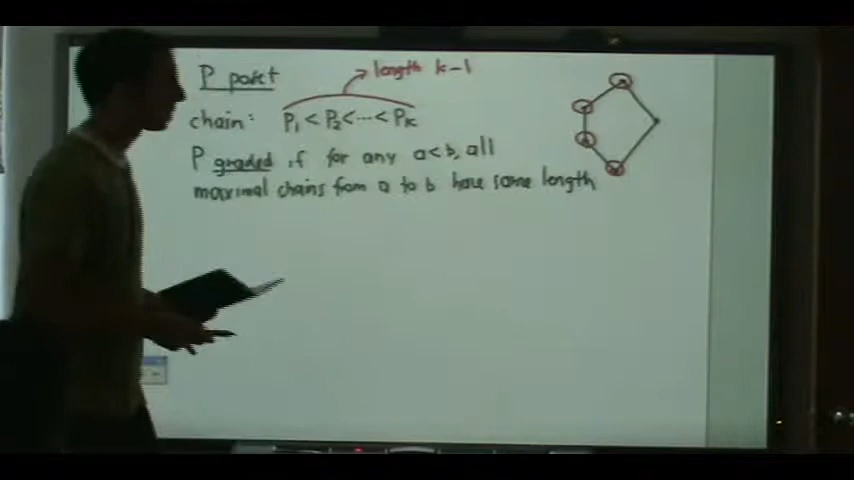 P poset
length k-1
chain: P₁ < P₂ < ... < Pₖ
P graded if for any a<b, all
maximal chains from a to b have same length